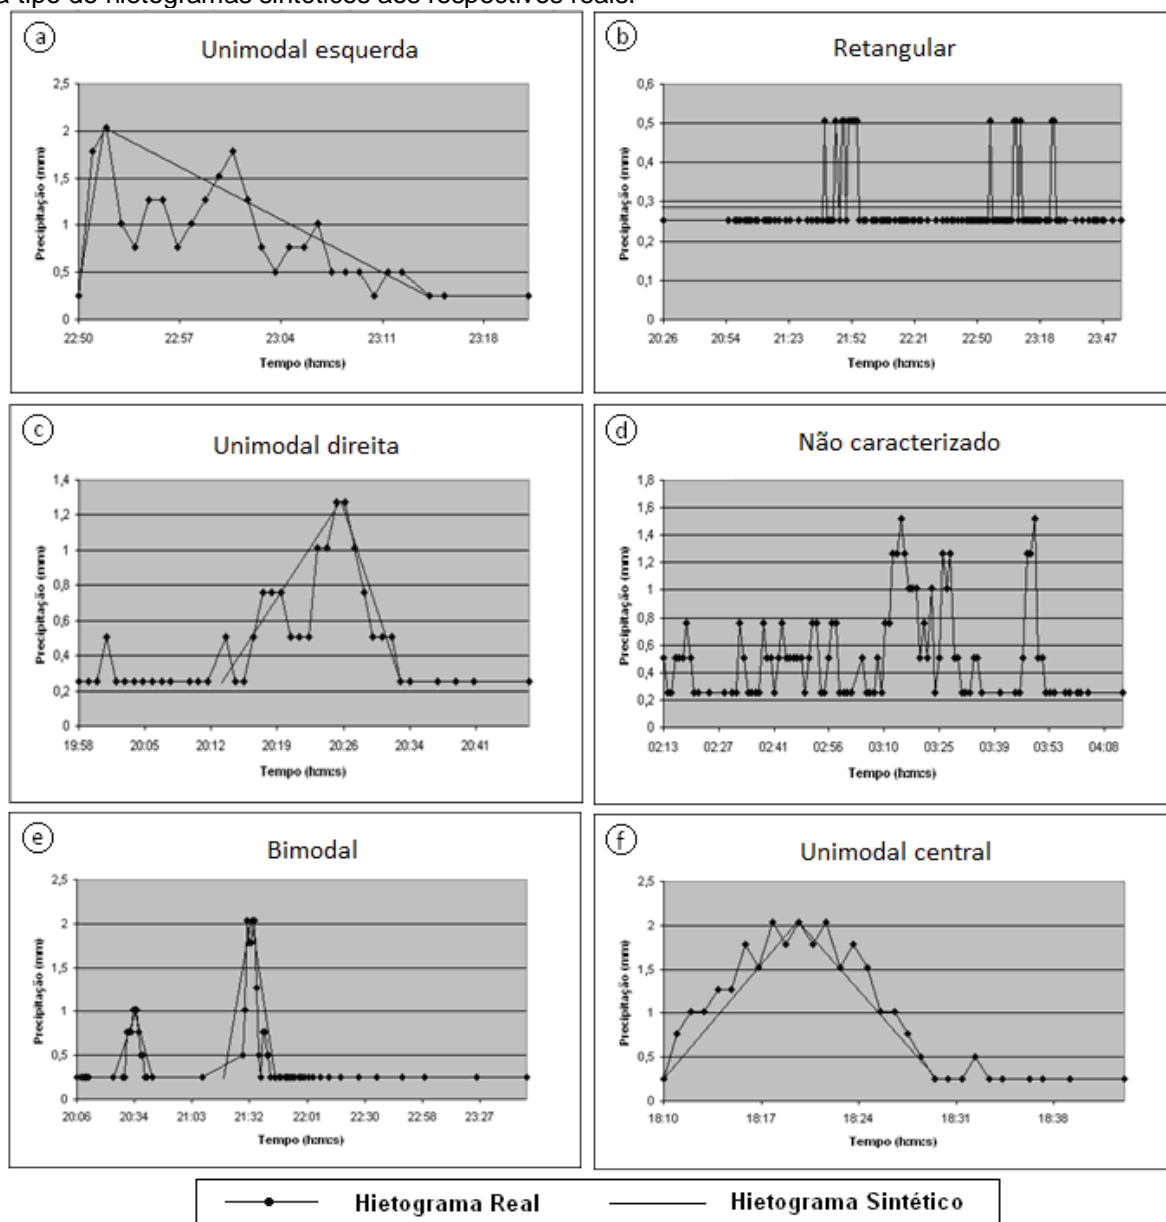 a tipo de hietogramas sintéticos aos respectivos reais.
a
Unimodal esquerda
2,5
2
1,5
1
0,5
0
Precipitação (mm)
22:50 22:57 23:04 23:11 23:18
Tempo (h:m:s)
b
Retangular
0,6
0,5
0,4
0,3
0,2
0,1
0
Precipitação (mm)
20:26 20:54 21:23 21:52 22:21 22:50 23:18 23:47
Tempo (h:m:s)
c
Unimodal direita
1,4
1,2
1
0,8
0,6
0,4
0,2
0
Precipitação (mm)
19:58 20:05 20:12 20:19 20:26 20:34 20:41
Tempo (h:m:s)
d
Não caracterizado
1,8
1,6
1,4
1,2
1
0,8
0,6
0,4
0,2
0
Precipitação (mm)
02:13 02:27 02:41 02:56 03:10 03:25 03:39 03:53 04:08
Tempo (h:m:s)
e
Bimodal
2,5
2
1,5
1
0,5
0
Precipitação (mm)
20:06 20:34 21:03 21:32 22:01 22:30 22:58 23:27
Tempo (h:m:s)
f
Unimodal central
2,5
2
1,5
1
0,5
0
Precipitação (mm)
18:10 18:17 18:24 18:31 18:38
Tempo (h:m:s)
Hietograma Real Hietograma Sintético